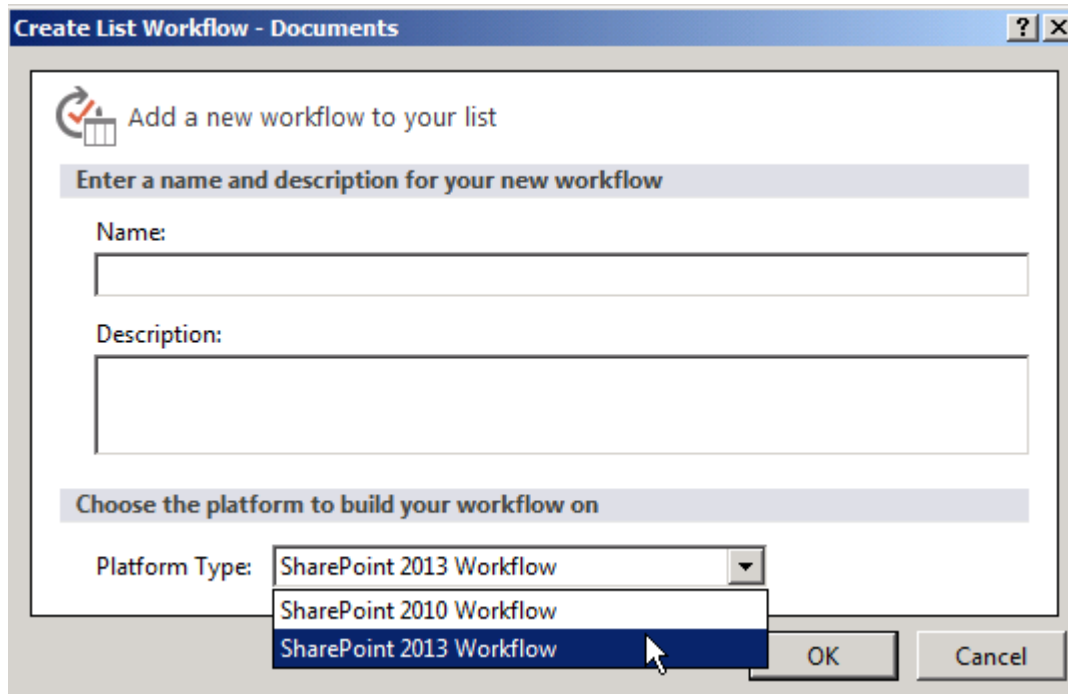 Create List Workflow - Documents
Add a new workflow to your list
Enter a name and description for your new workflow
Name:
Description:
Choose the platform to build your workflow on
Platform Type: SharePoint 2013 Workflow
SharePoint 2010 Workflow
SharePoint 2013 Workflow
OK Cancel